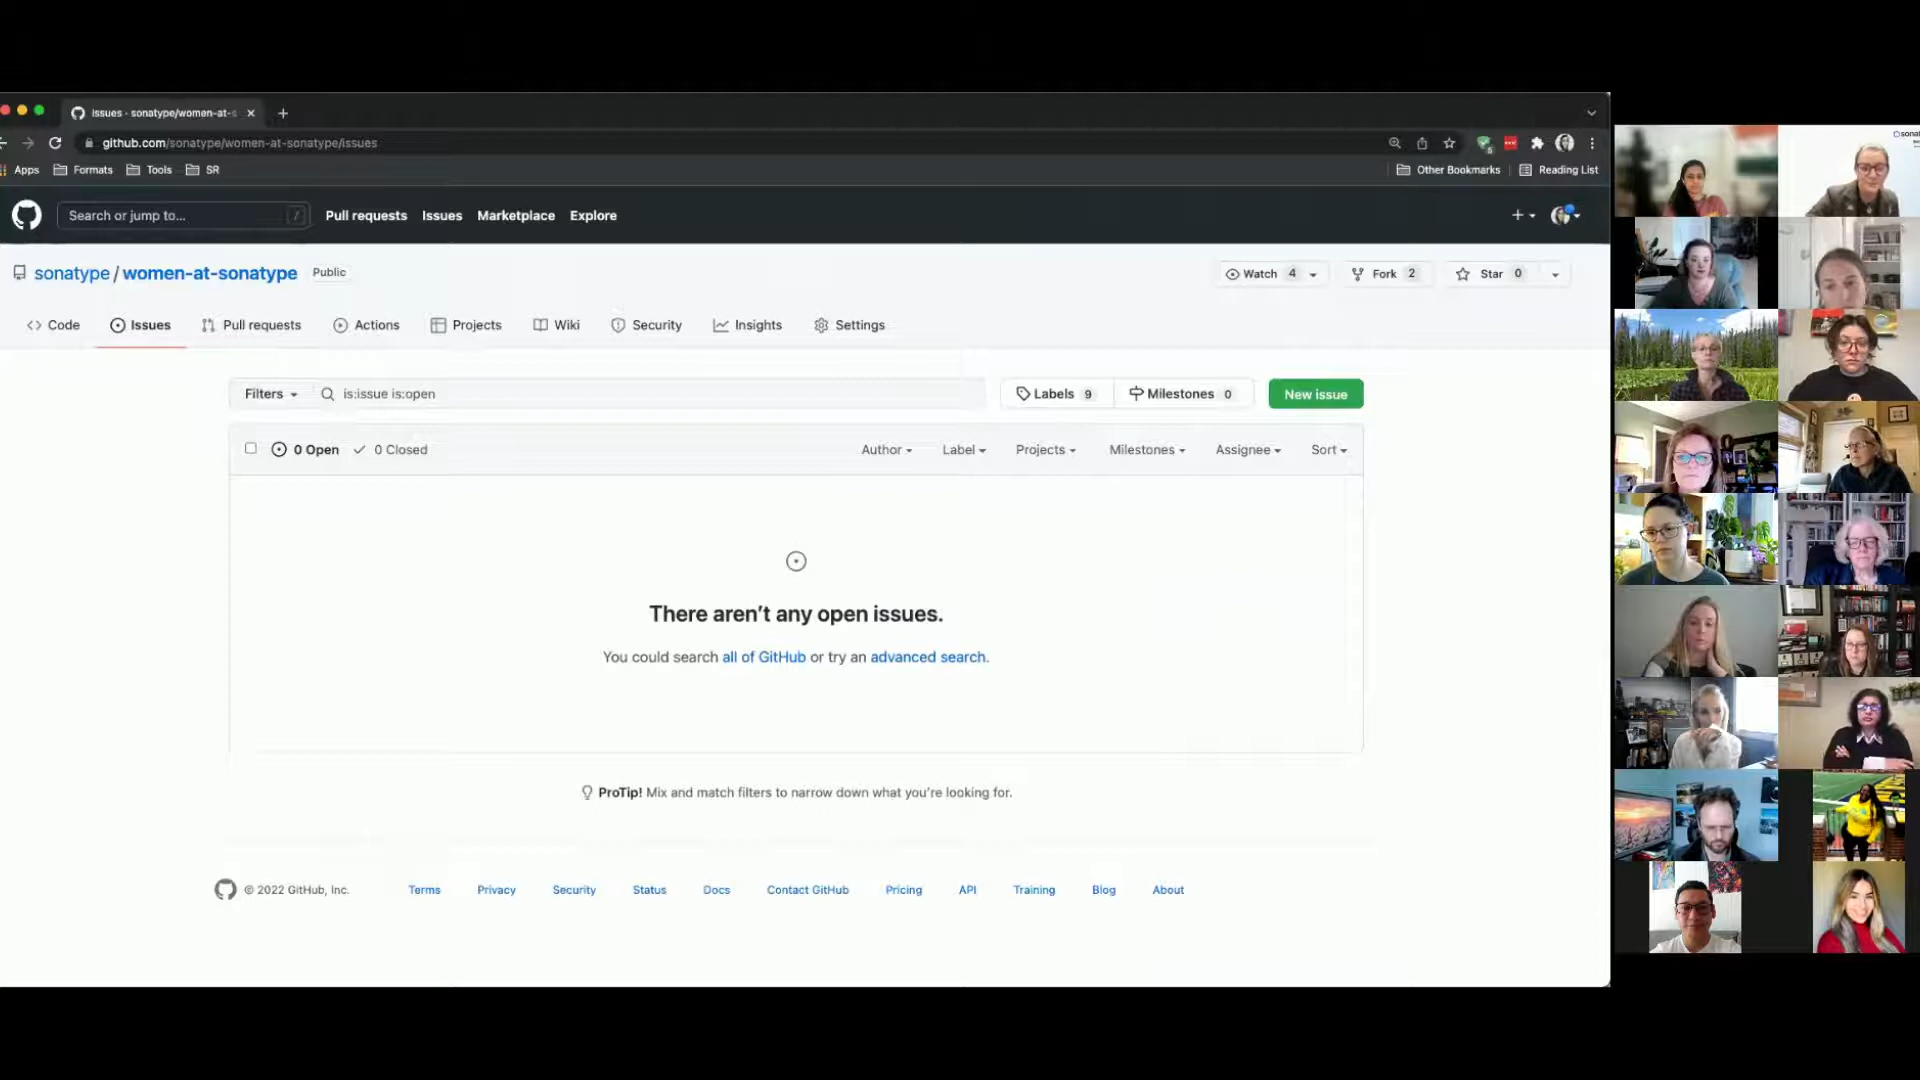 Issues · sonatype/women-at-s
github.com/sonatype/women-at-sonatype/issues
Apps Formats Tools SR Other Bookmarks Reading List
Search or jump to... / Pull requests Issues Marketplace Explore
sonatype / women-at-sonatype Public Watch 4 Fork 2 Star 0
Code Issues Pull requests Actions Projects Wiki Security Insights Settings
Filters is:issue is:open Labels 9 Milestones 0 New issue
0 Open 0 Closed Author Label Projects Milestones Assignee Sort
There aren’t any open issues.
You could search all of GitHub or try an advanced search.
ProTip! Mix and match filters to narrow down what you’re looking for.
© 2022 GitHub, Inc. Terms Privacy Security Status Docs Contact GitHub Pricing API Training Blog About